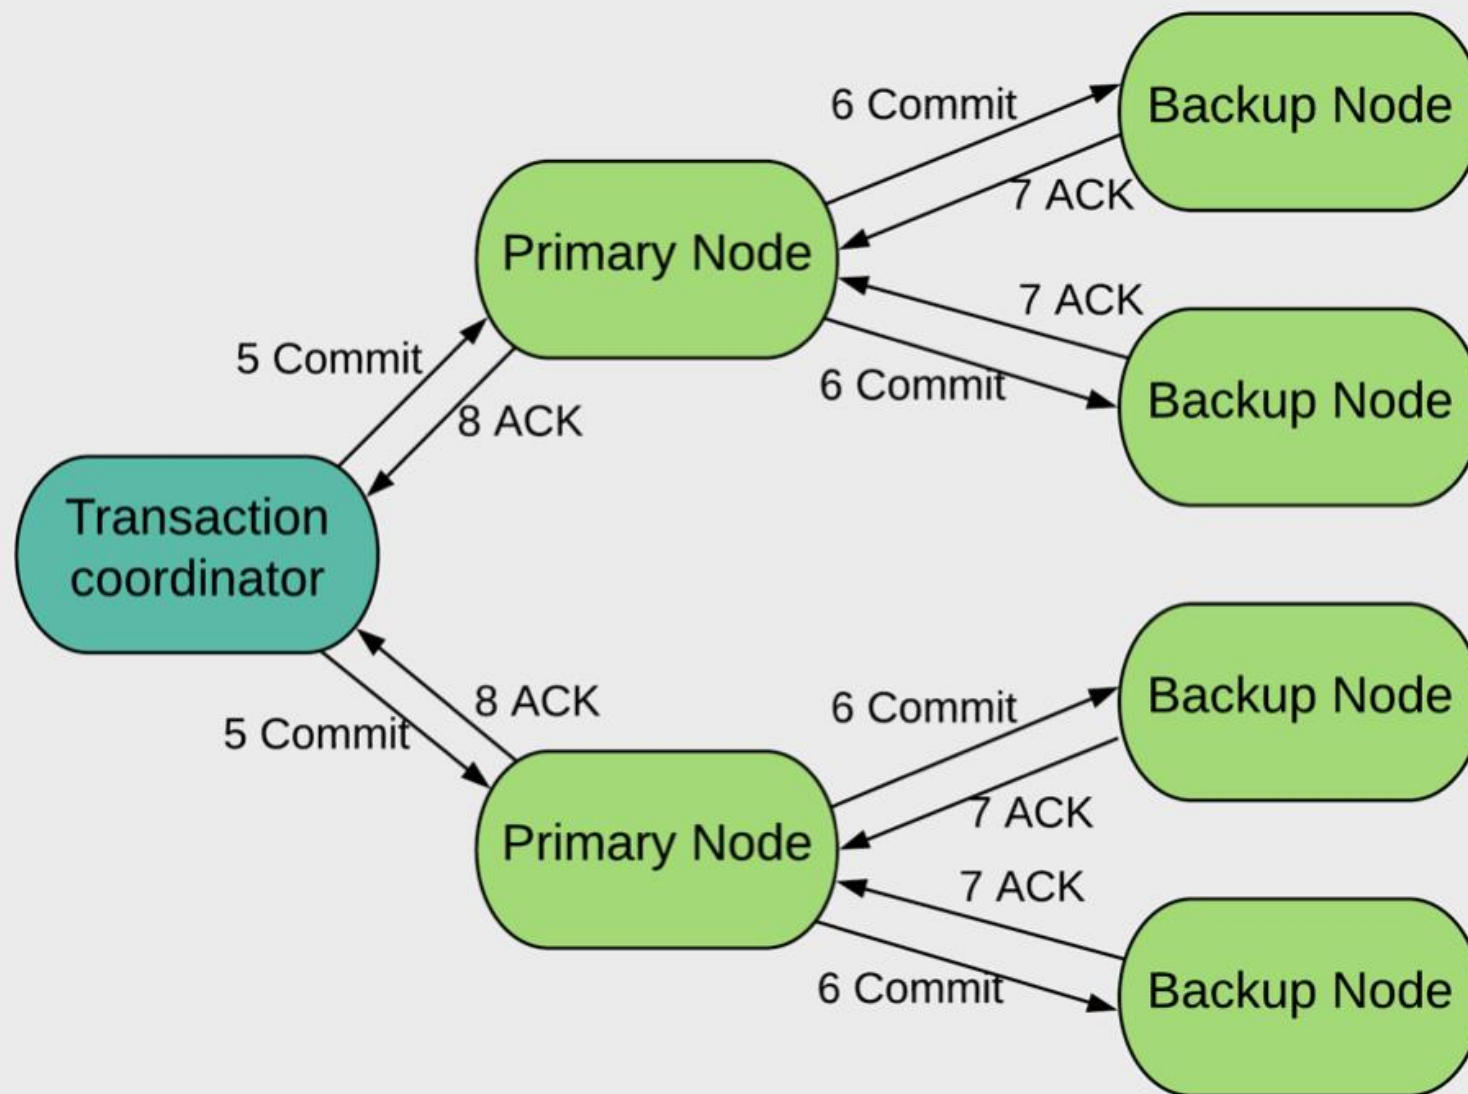 6 Commit
Backup Node
7 ACK
Primary Node
7 ACK
6 Commit
Backup Node
5 Commit
8 ACK
Transaction
coordinator
8 ACK
5 Commit
6 Commit
Backup Node
7 ACK
Primary Node
7 ACK
6 Commit
Backup Node